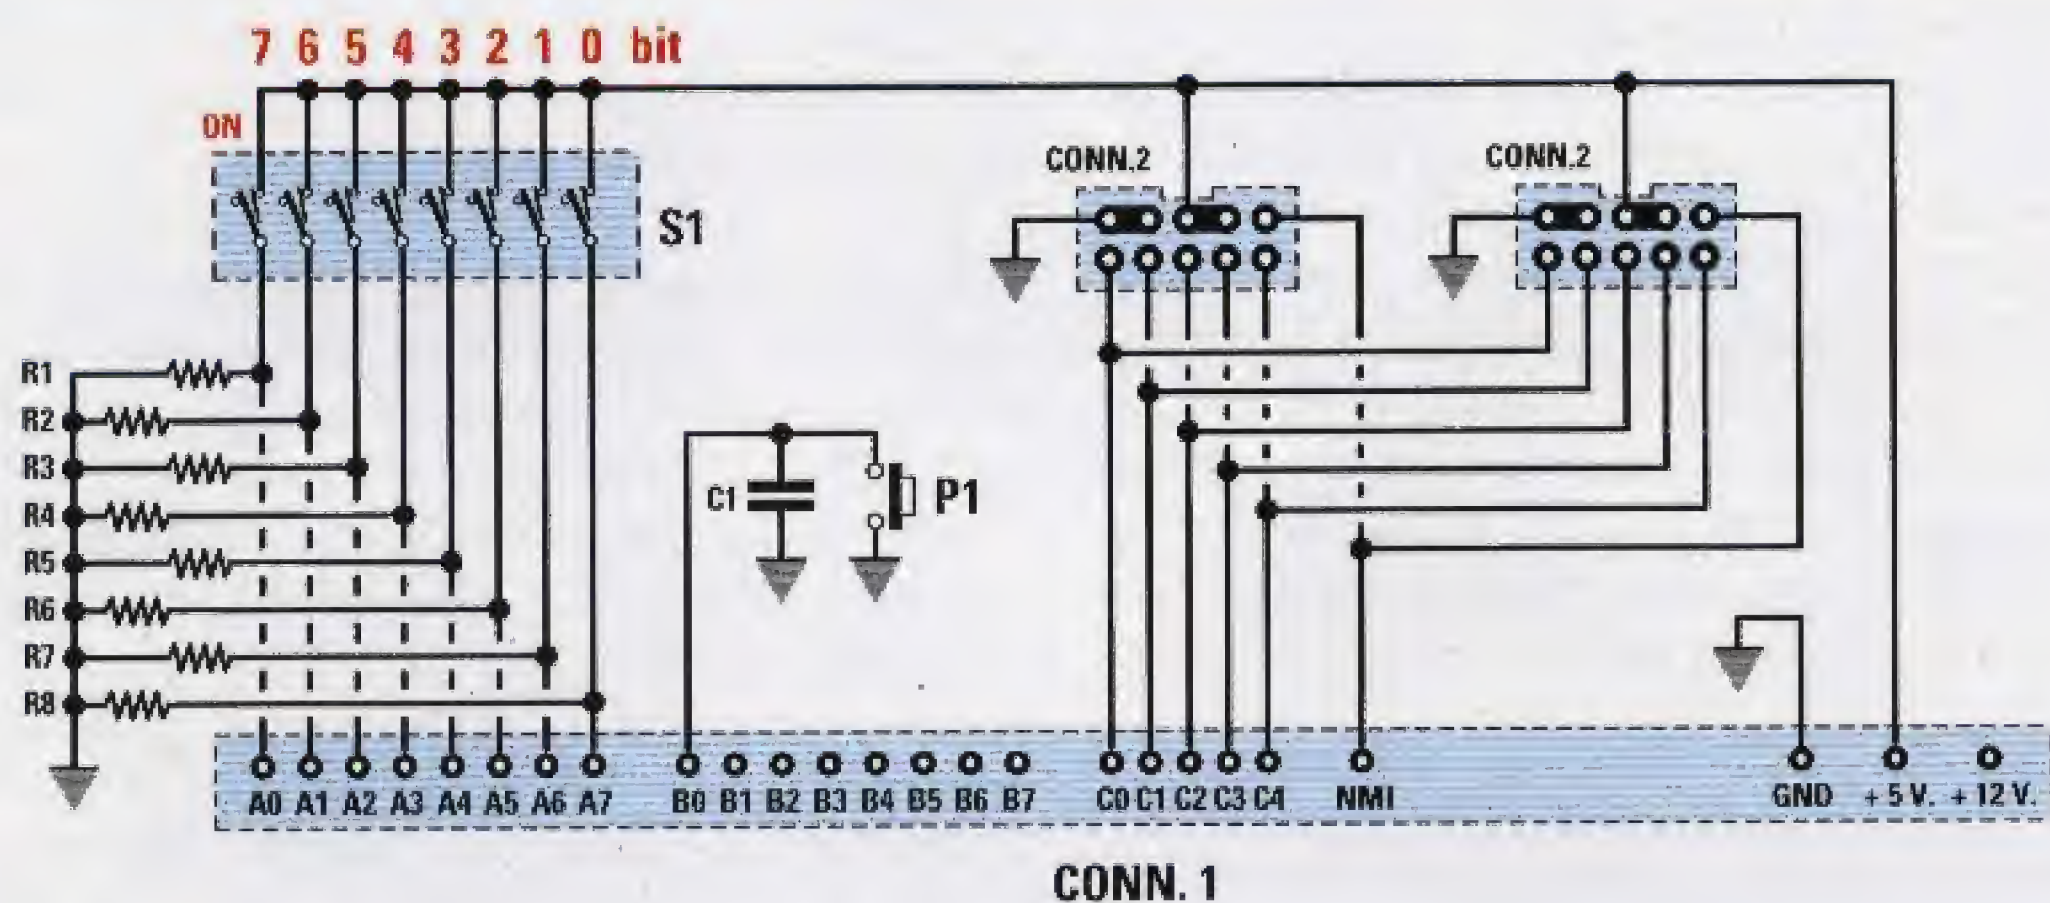 7 6 5 4 3 2 1 0 bit
ON
CONN.2
CONN.2
S1
R1
R2
R3
R4
R5
R6
R7
R8
C1
P1
A0 A1 A2 A3 A4 A5 A6 A7 B0 B1 B2 B3 B4 B5 B6 B7 C0 C1 C2 C3 C4 NMI GND + 5 V. + 12 V.
CONN. 1